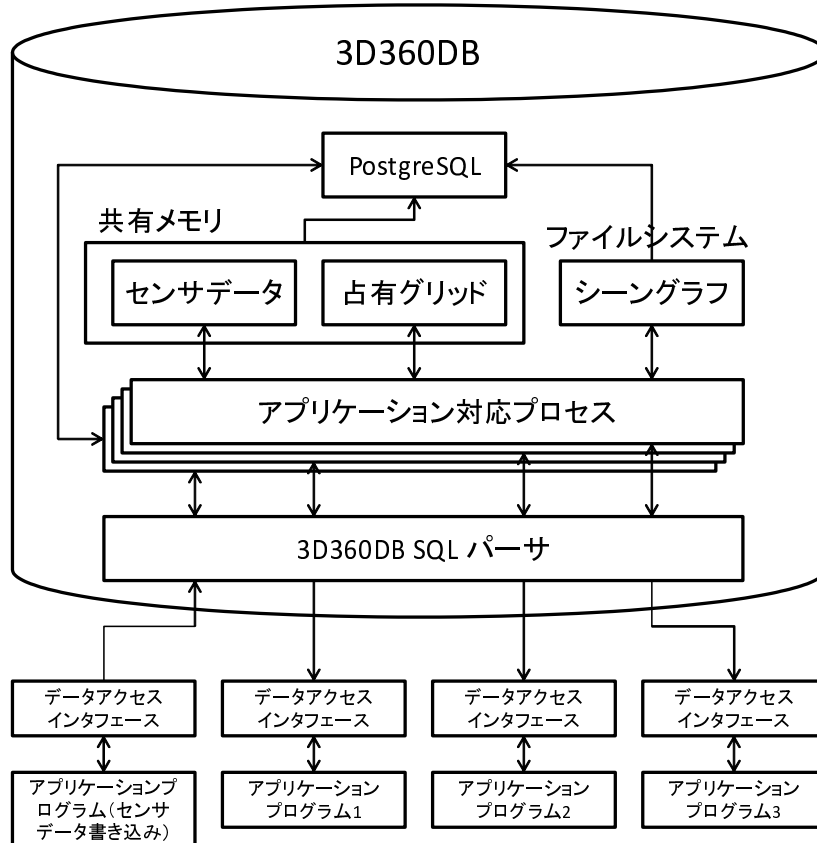 3D360DB
PostgreSQL
共有メモリ
ファイルシステム
センサデータ
占有グリッド
シーングラフ
アプリケーション対応プロセス
3D360DB SQL パーサ
データアクセス
インタフェース
データアクセス
インタフェース
データアクセス
インタフェース
データアクセス
インタフェース
アプリケーションプ
ログラム(センサ
データ書き込み)
アプリケーション
プログラム1
アプリケーション
プログラム2
アプリケーション
プログラム3